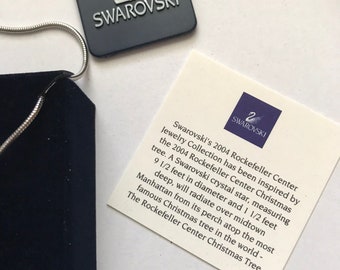 SWAROVSKI
SWAROVSKI
Swarovski's 2004 Rockefeller Center
Jewelry Collection has been inspired by
the 2004 Rockefeller Center Christmas
tree. A Swarovski crystal star, measuring
9 1/2 feet in diameter and 1 1/2 feet
deep, will radiate over midtown
Manhattan from its perch atop the most
famous Christmas tree in the world -
The Rockefeller Center Christmas Tree